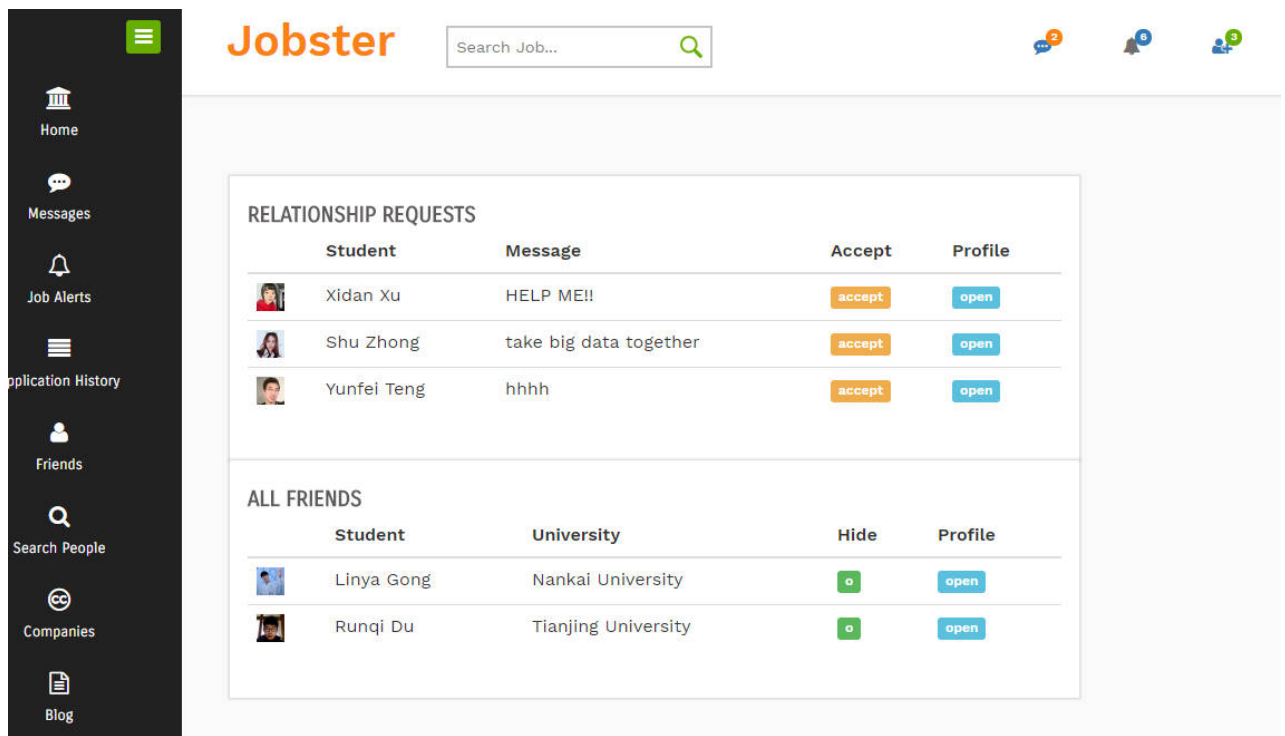 Jobster
Search Job...
2
6
3
Home
Messages
Job Alerts
pplication History
Friends
Search People
Companies
Blog
RELATIONSHIP REQUESTS
Student Message Accept Profile
Xidan Xu HELP ME!! accept open
Shu Zhong take big data together accept open
Yunfei Teng hhhh accept open
ALL FRIENDS
Student University Hide Profile
Linya Gong Nankai University o open
Runqi Du Tianjing University o open